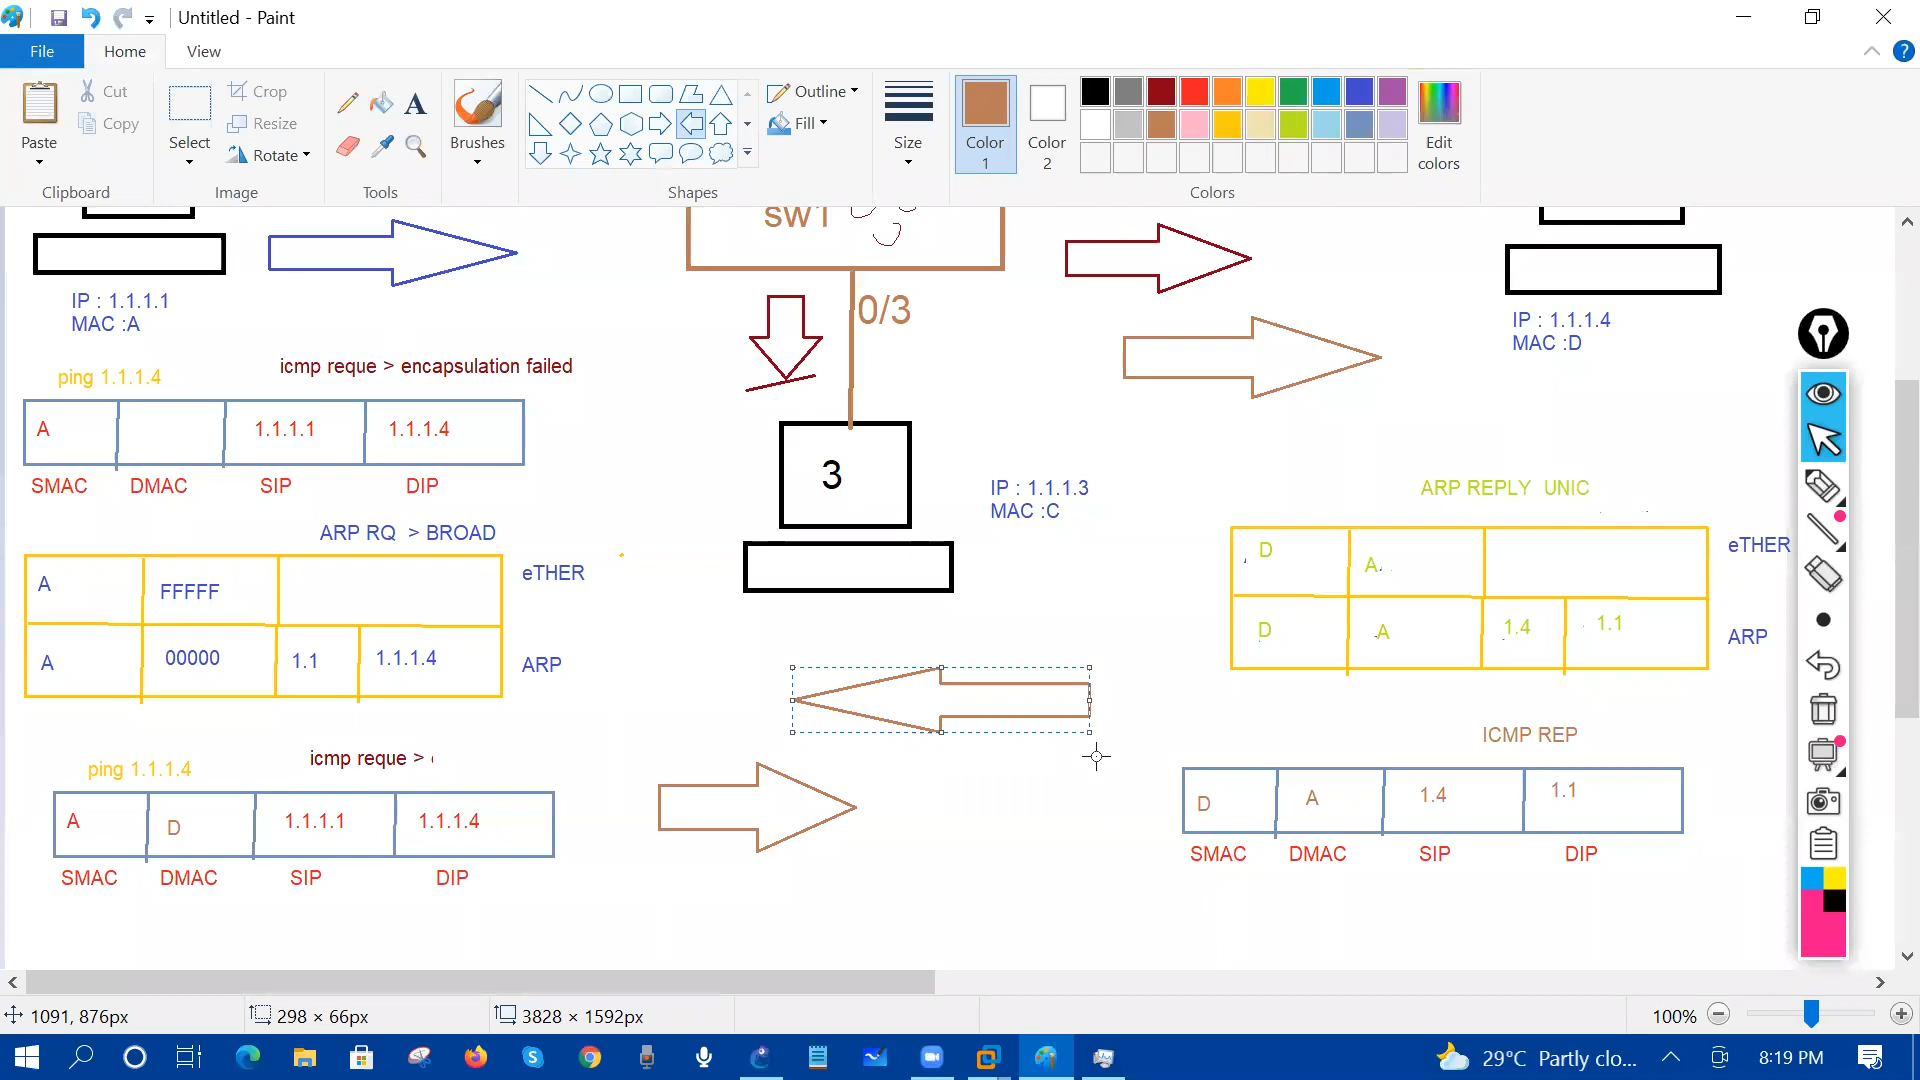 Untitled - Paint
File
Home
View
Paste
Cut
Copy
Clipboard
Select
Crop
Resize
Rotate
Image
Tools
Brushes
Shapes
Outline
Fill
Size
Color
1
Color
2
Edit
colors
Colors
sw1
0/3
IP : 1.1.1.1
MAC :A
IP : 1.1.1.4
MAC :D
icmp reque > encapsulation failed
ping 1.1.1.4
A 1.1.1.1 1.1.1.4
SMAC DMAC SIP DIP
3
IP : 1.1.1.3
MAC :C
ARP RQ > BROAD
A FFFFF
eTHER
A 00000 1.1 1.1.1.4
ARP
ARP REPLY UNIC
D A
eTHER
D A 1.4 1.1
ARP
ping 1.1.1.4
icmp reque >
A D 1.1.1.1 1.1.1.4
SMAC DMAC SIP DIP
ICMP REP
D A 1.4 1.1
SMAC DMAC SIP DIP
1091, 876px
298 × 66px
3828 × 1592px
100%
29°C Partly clo...
8:19 PM